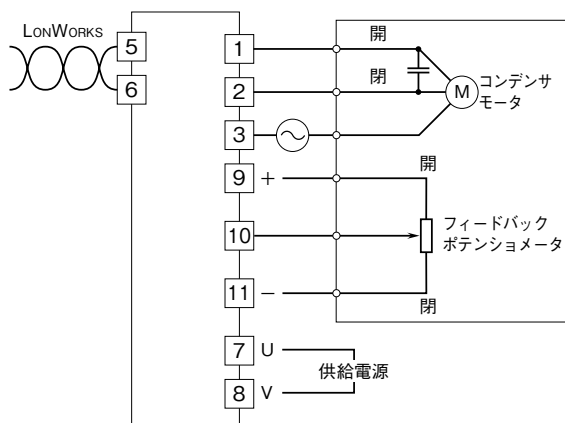 LONWORKS
5
6
1
開
2
閉
コンデンサ
モータ
M
3
9
+
開
10
フィードバック
ポテンショメータ
11
−
閉
7
U
供給電源
8
V